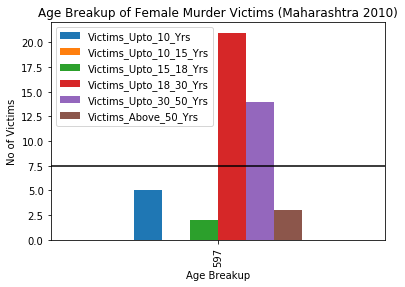 Age Breakup of Female Murder Victims (Maharashtra 2010)
Victims_Upto_10_Yrs
Victims_Upto_10_15_Yrs
Victims_Upto_15_18_Yrs
Victims_Upto_18_30_Yrs
Victims_Upto_30_50_Yrs
Victims_Above_50_Yrs
20.0
17.5
15.0
12.5
10.0
7.5
5.0
2.5
0.0
No of Victims
597
Age Breakup